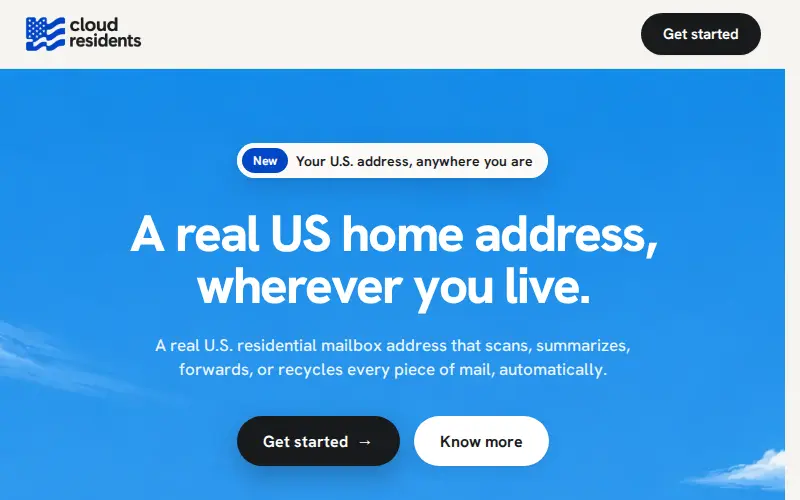 cloud
residents
Get started
New Your U.S. address, anywhere you are
A real US home address,
wherever you live.
A real U.S. residential mailbox address that scans, summarizes,
forwards, or recycles every piece of mail, automatically.
Get started →
Know more